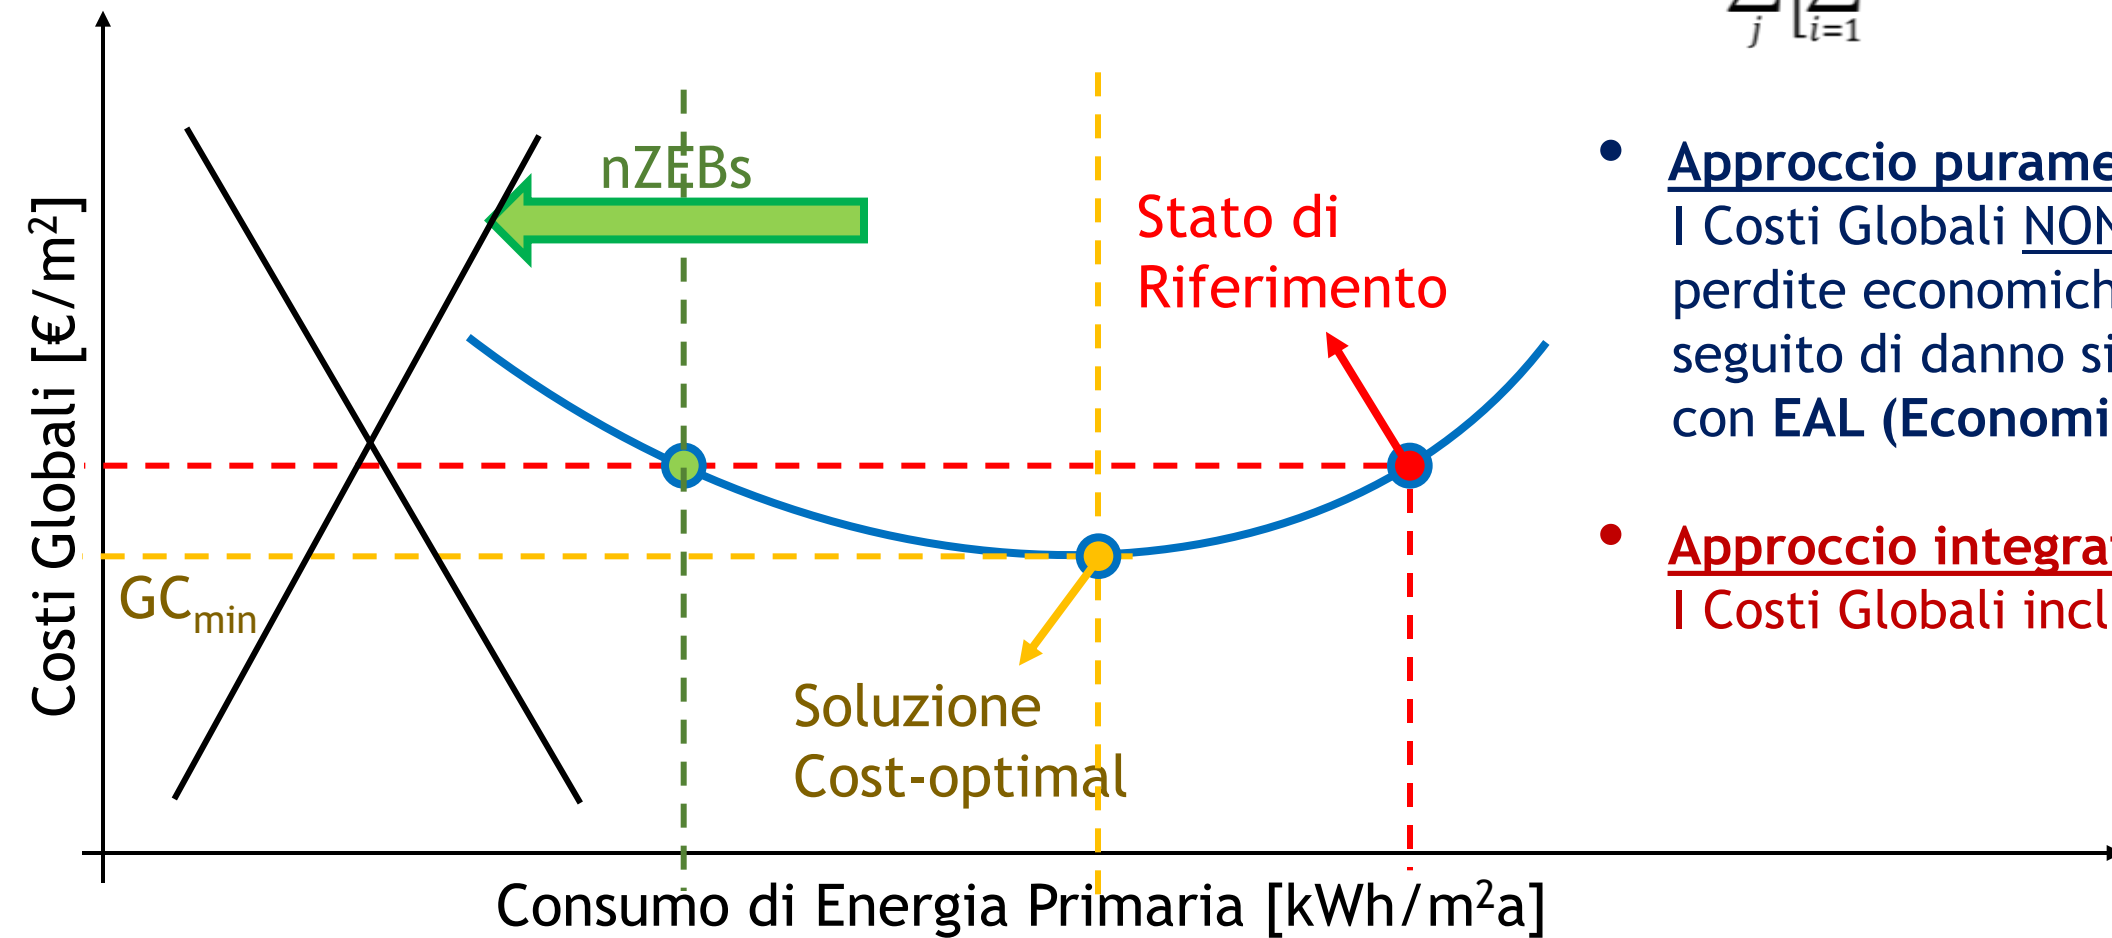 j
i=1
nZEBs
Stato di
Riferimento
Costi Globali [€/m²]
GCmin
Soluzione
Cost-optimal
Consumo di Energia Primaria [kWh/m²a]
• Approccio purame
I Costi Globali NON
perdite economich
seguito di danno si
con EAL (Economi
• Approccio integra
I Costi Globali incl